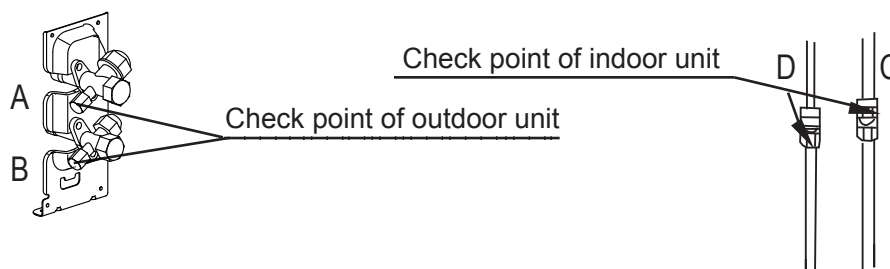 Check point of indoor unit
D
C
A
Check point of outdoor unit
B